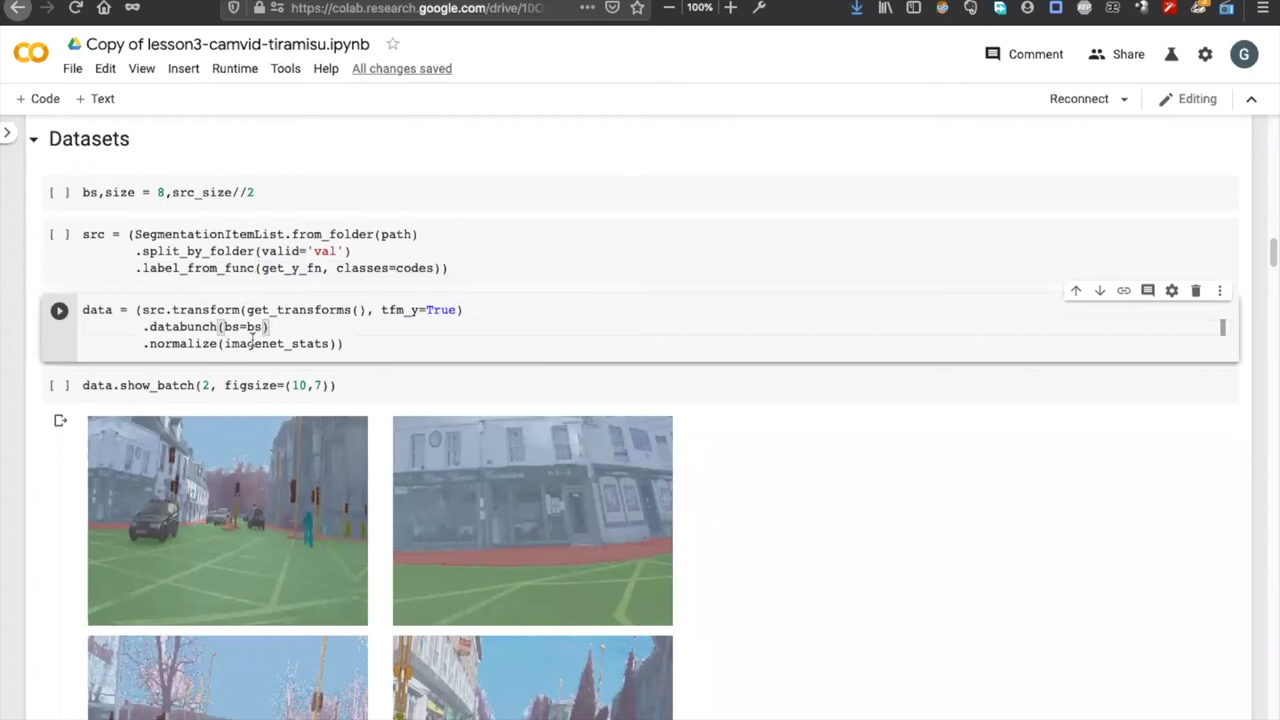 https://colab.research.google.com/drive/10C
100%
Copy of lesson3-camvid-tiramisu.ipynb
Comment
Share
G
File Edit View Insert Runtime Tools Help All changes saved
+ Code + Text
Reconnect
Editing
Datasets
[ ] bs,size = 8,src_size//2
[ ] src = (SegmentationItemList.from_folder(path)
.split_by_folder(valid='val')
.label_from_func(get_y_fn, classes=codes))
data = (src.transform(get_transforms(), tfm_y=True)
.databunch(bs=bs)
.normalize(imagenet_stats))
[ ] data.show_batch(2, figsize=(10,7))